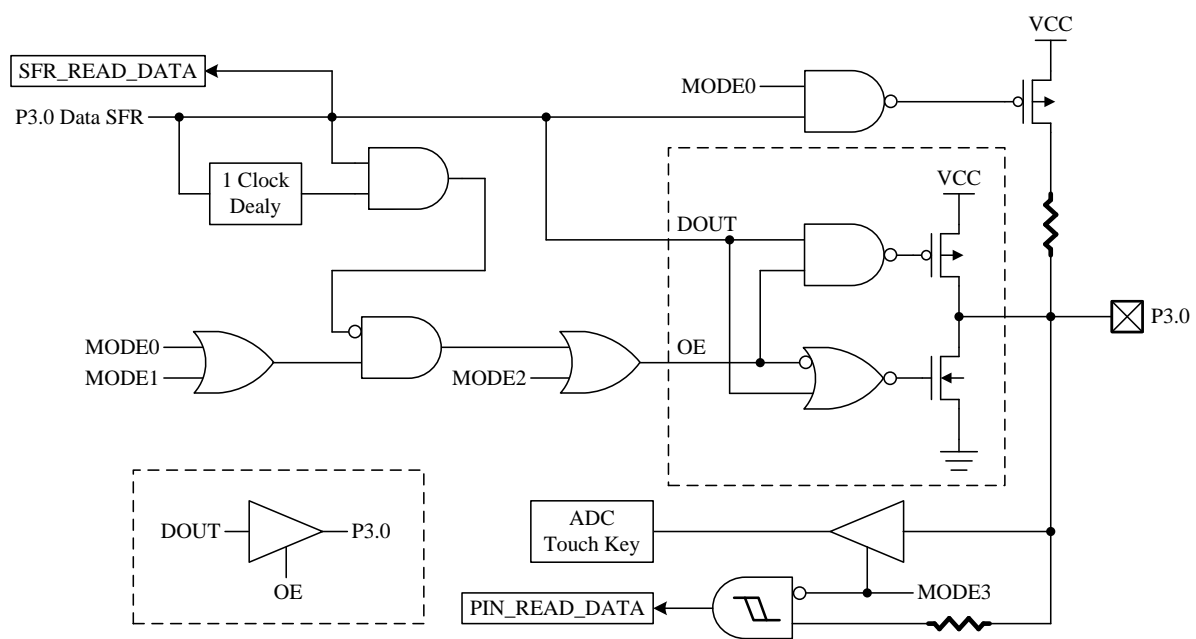 VCC
SFR_READ_DATA
MODE0
P3.0 Data SFR
1 Clock
Dealy
VCC
DOUT
P3.0
MODE0
MODE1
MODE2
OE
DOUT
P3.0
OE
ADC
Touch Key
MODE3
PIN_READ_DATA